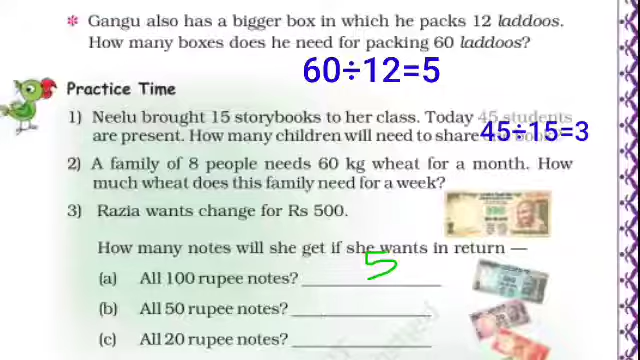 * Gangu also has a bigger box in which he packs 12 laddoos.
How many boxes does he need for packing 60 laddoos?
60÷12=5
Practice Time
1) Neelu brought 15 storybooks to her class. Today 45 students
are present. How many children will need to share
45÷15=3
2) A family of 8 people needs 60 kg wheat for a month. How
much wheat does this family need for a week?
3) Razia wants change for Rs 500.
How many notes will she get if she wants in return —
(a) All 100 rupee notes? 5
(b) All 50 rupee notes?
(c) All 20 rupee notes?